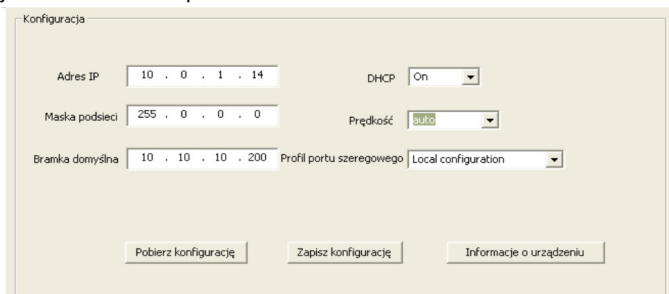 Konfiguracja
Adres IP 10 . 0 . 1 . 14 DHCP On
Maska podsieci 255 . 0 . 0 . 0 Prędkość auto
Bramka domyślna 10 . 10 . 10 . 200 Profil portu szeregowego Local configuration
Pobierz konfigurację Zapisz konfigurację Informacje o urządzeniu